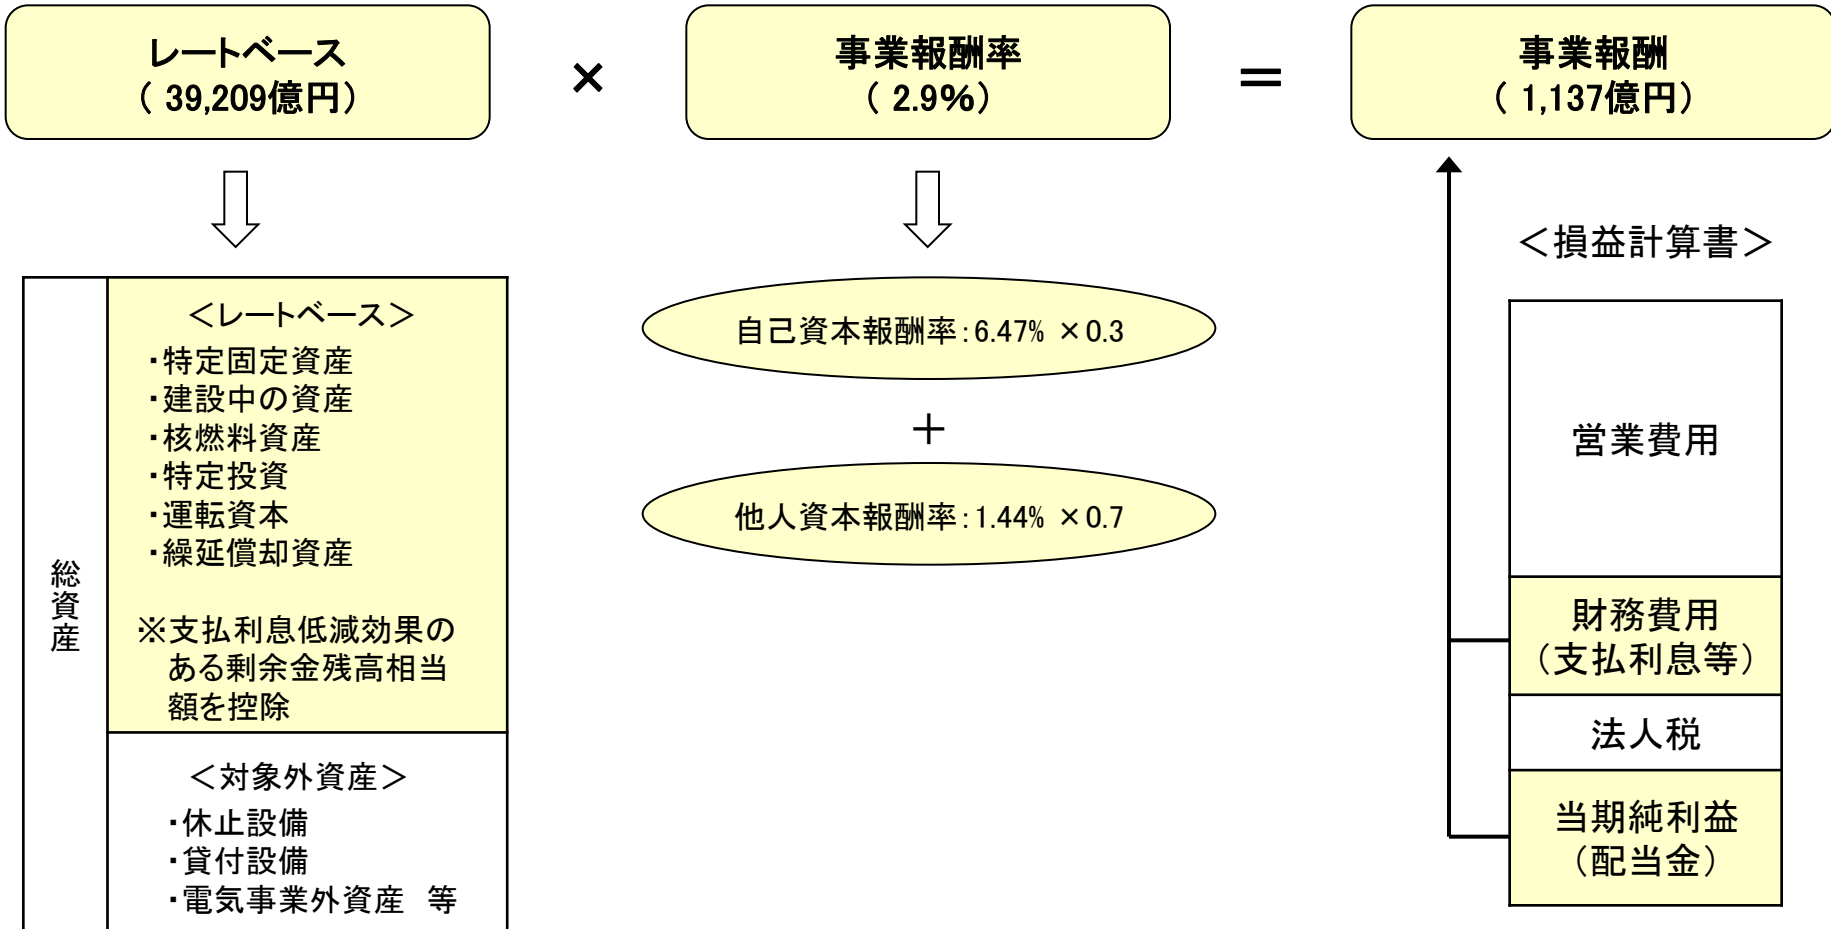 レートベース
（ 39,209億円）
×
事業報酬率
（ 2.9％）
＝
事業報酬
（ 1,137億円）
総資産
＜レートベース＞
・特定固定資産
・建設中の資産
・核燃料資産
・特定投資
・運転資本
・繰延償却資産
※支払利息低減効果の
ある剰余金残高相当
額を控除
＜対象外資産＞
・休止設備
・貸付設備
・電気事業外資産　等
自己資本報酬率：6.47% ×0.3
＋
他人資本報酬率：1.44% ×0.7
＜損益計算書＞
営業費用
財務費用
（支払利息等）
法人税
当期純利益
（配当金）